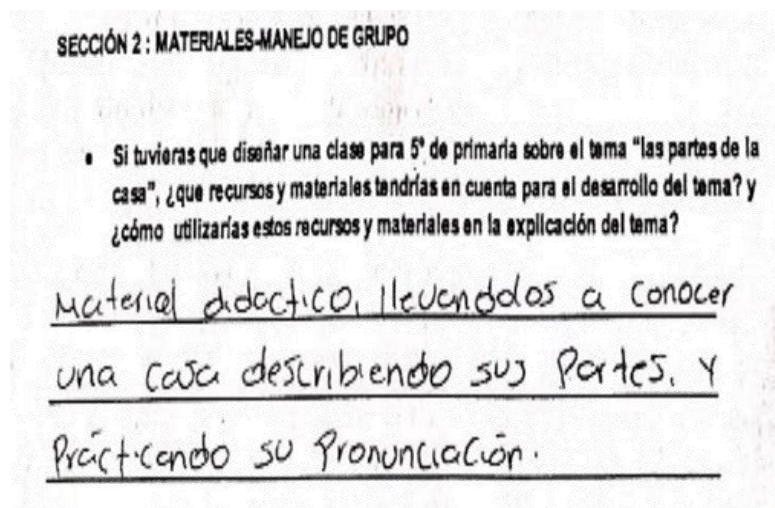 SECCIÓN 2 : MATERIALES-MANEJO DE GRUPO
• Si tuvieras que diseñar una clase para 5° de primaria sobre el tema "las partes de la
casa", ¿que recursos y materiales tendrías en cuenta para el desarrollo del tema? y
¿cómo utilizarías estos recursos y materiales en la explicación del tema?
Material didactico, llevandolos a conocer
una casa describiendo sus partes. y
Prácticando su pronunciación.